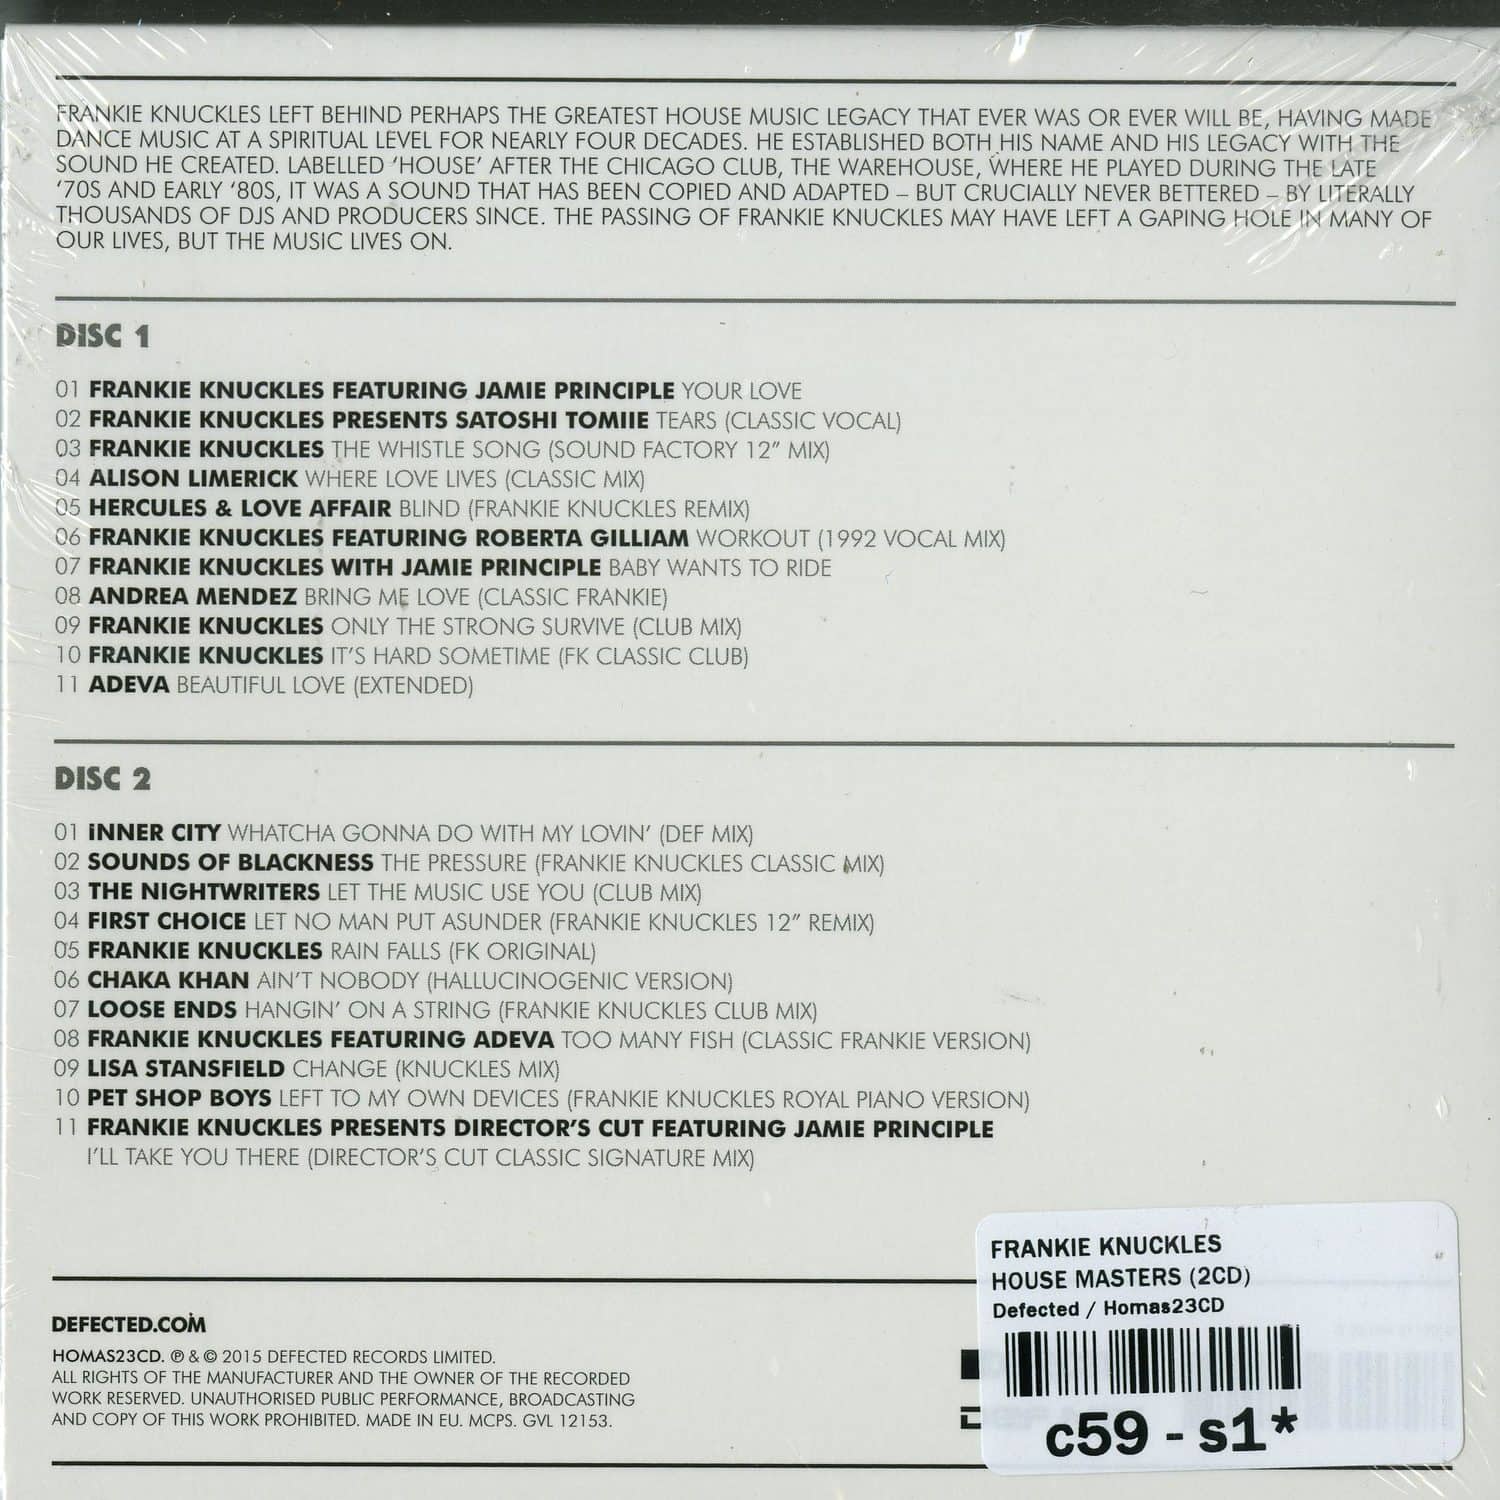 FRANKIE KNUCKLES LEFT BEHIND PERHAPS THE GREATEST HOUSE MUSIC LEGACY THAT EVER WAS OR EVER WILL BE, HAVING MADE
DANCE MUSIC AT A SPIRITUAL LEVEL FOR NEARLY FOUR DECADES. HE ESTABLISHED BOTH HIS NAME AND HIS LEGACY WITH THE
SOUND HE CREATED. LABELLED ‘HOUSE’ AFTER THE CHICAGO CLUB, THE WAREHOUSE, WHERE HE PLAYED DURING THE LATE
‘70S AND EARLY ‘80S, IT WAS A SOUND THAT HAS BEEN COPIED AND ADAPTED – BUT CRUCIALLY NEVER BETTERED – BY LITERALLY
THOUSANDS OF DJS AND PRODUCERS SINCE. THE PASSING OF FRANKIE KNUCKLES MAY HAVE LEFT A GAPING HOLE IN MANY OF
OUR LIVES, BUT THE MUSIC LIVES ON.
DISC 1
01 FRANKIE KNUCKLES FEATURING JAMIE PRINCIPLE YOUR LOVE
02 FRANKIE KNUCKLES PRESENTS SATOSHI TOMIIE TEARS (CLASSIC VOCAL)
03 FRANKIE KNUCKLES THE WHISTLE SONG (SOUND FACTORY 12” MIX)
04 ALISON LIMERICK WHERE LOVE LIVES (CLASSIC MIX)
05 HERCULES & LOVE AFFAIR BLIND (FRANKIE KNUCKLES REMIX)
06 FRANKIE KNUCKLES FEATURING ROBERTA GILLIAM WORKOUT (1992 VOCAL MIX)
07 FRANKIE KNUCKLES WITH JAMIE PRINCIPLE BABY WANTS TO RIDE
08 ANDREA MENDEZ BRING ME LOVE (CLASSIC FRANKIE)
09 FRANKIE KNUCKLES ONLY THE STRONG SURVIVE (CLUB MIX)
10 FRANKIE KNUCKLES IT’S HARD SOMETIME (FK CLASSIC CLUB)
11 ADEVA BEAUTIFUL LOVE (EXTENDED)
DISC 2
01 INNER CITY WHATCHA GONNA DO WITH MY LOVIN’ (DEF MIX)
02 SOUNDS OF BLACKNESS THE PRESSURE (FRANKIE KNUCKLES CLASSIC MIX)
03 THE NIGHTWRITERS LET THE MUSIC USE YOU (CLUB MIX)
04 FIRST CHOICE LET NO MAN PUT ASUNDER (FRANKIE KNUCKLES 12” REMIX)
05 FRANKIE KNUCKLES RAIN FALLS (FK ORIGINAL)
06 CHAKA KHAN AIN’T NOBODY (HALLUCINOGENIC VERSION)
07 LOOSE ENDS HANGIN’ ON A STRING (FRANKIE KNUCKLES CLUB MIX)
08 FRANKIE KNUCKLES FEATURING ADEVA TOO MANY FISH (CLASSIC FRANKIE VERSION)
09 LISA STANSFIELD CHANGE (KNUCKLES MIX)
10 PET SHOP BOYS LEFT TO MY OWN DEVICES (FRANKIE KNUCKLES ROYAL PIANO VERSION)
11 FRANKIE KNUCKLES PRESENTS DIRECTOR’S CUT FEATURING JAMIE PRINCIPLE
I’LL TAKE YOU THERE (DIRECTOR’S CUT CLASSIC SIGNATURE MIX)
DEFECTED.COM
HOMAS23CD. ℗ & © 2015 DEFECTED RECORDS LIMITED.
ALL RIGHTS OF THE MANUFACTURER AND THE OWNER OF THE RECORDED
WORK RESERVED. UNAUTHORISED PUBLIC PERFORMANCE, BROADCASTING
AND COPY OF THIS WORK PROHIBITED. MADE IN EU. MCPS. GVL 12153.
FRANKIE KNUCKLES
HOUSE MASTERS (2CD)
Defected / Homas23CD
c59 - s1*